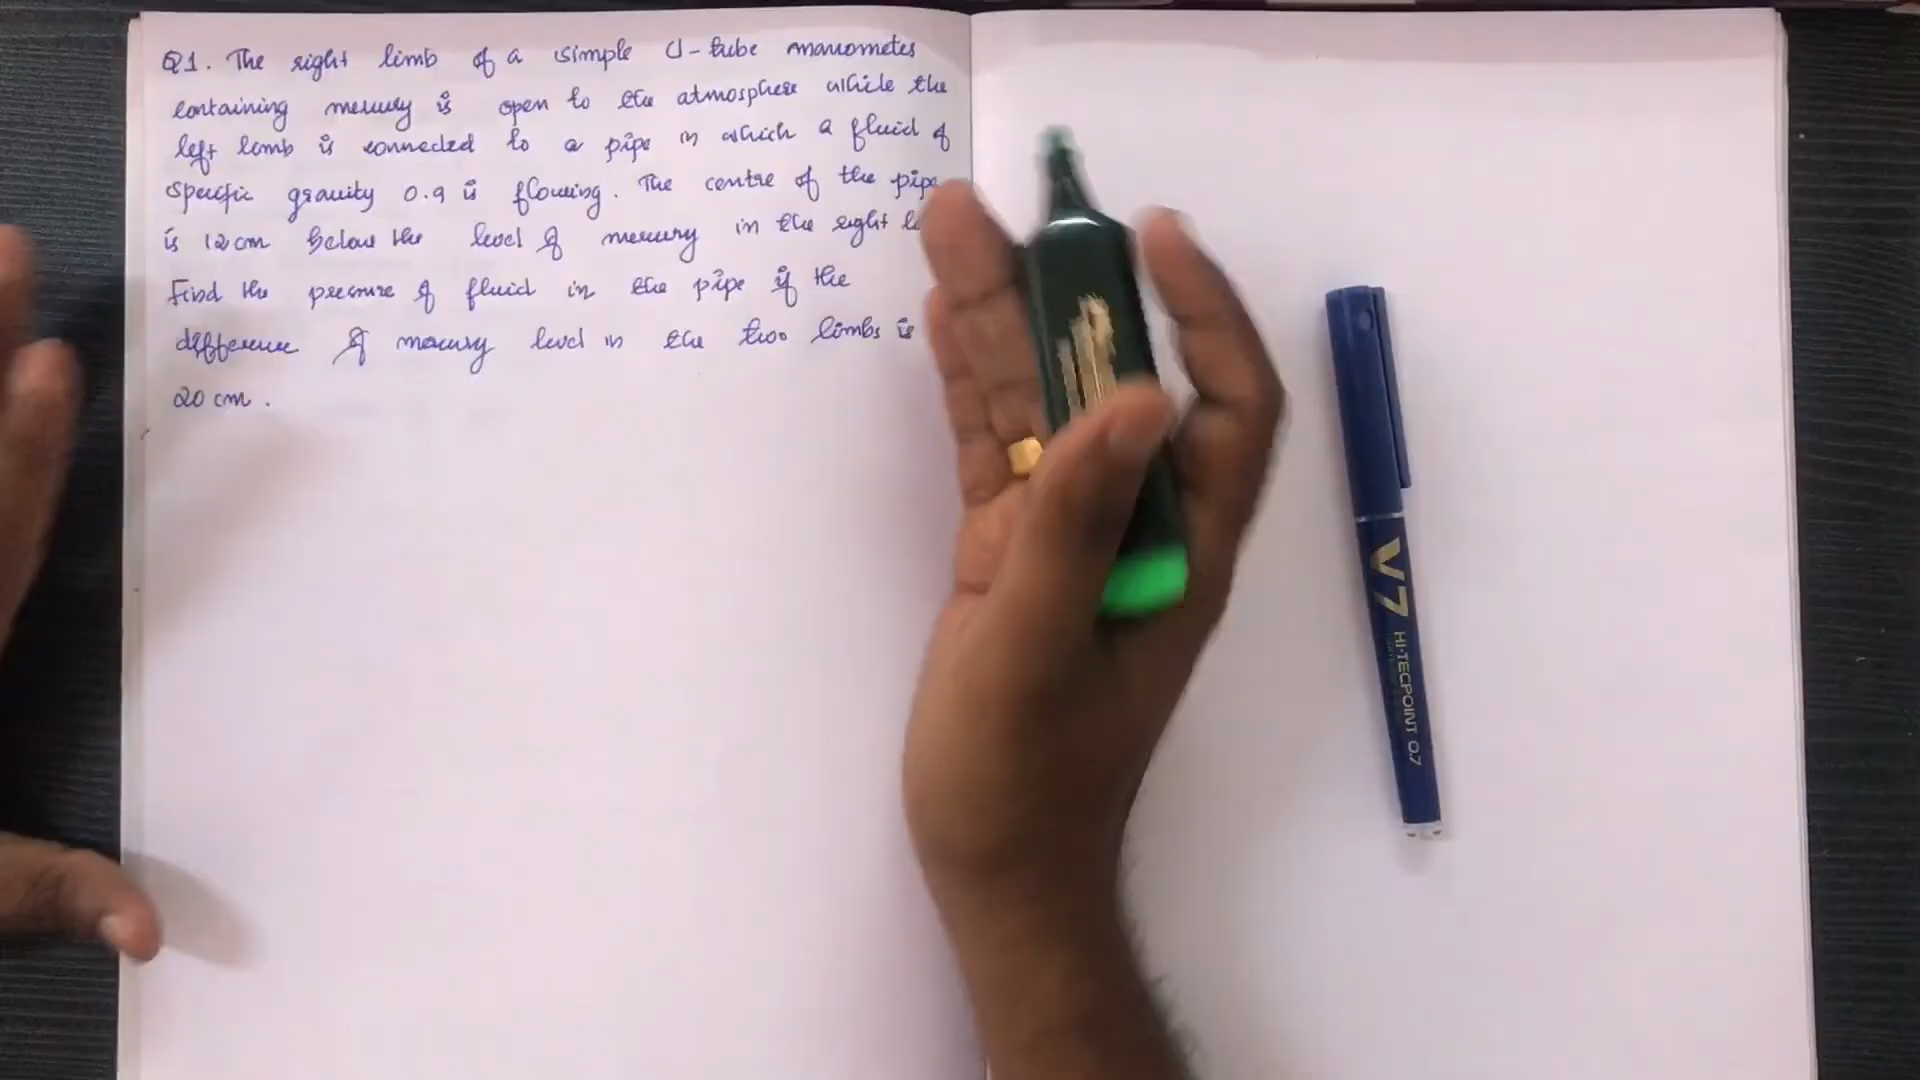 Q1. The right limb of a simple U-tube manometer
containing mercury is open to the atmosphere while the
left limb is connected to a pipe in which a fluid of
specific gravity 0.9 is flowing. The centre of the pipe
is 12cm below the level of mercury in the right
Find the pressure of fluid in the pipe if the
difference of mercury level in the two limbs is
20 cm.
V7
HI-TECPOINT 0.7